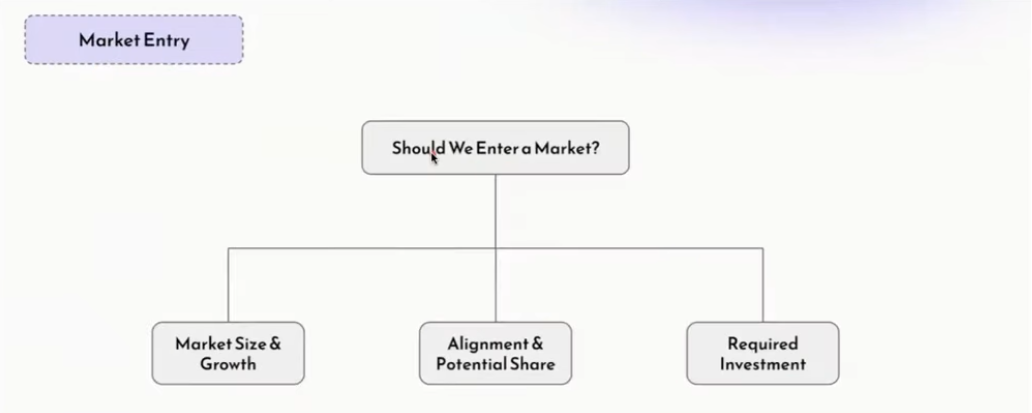 Market Entry
Should We Enter a Market?
Market Size &
Growth
Alignment &
Potential Share
Required
Investment